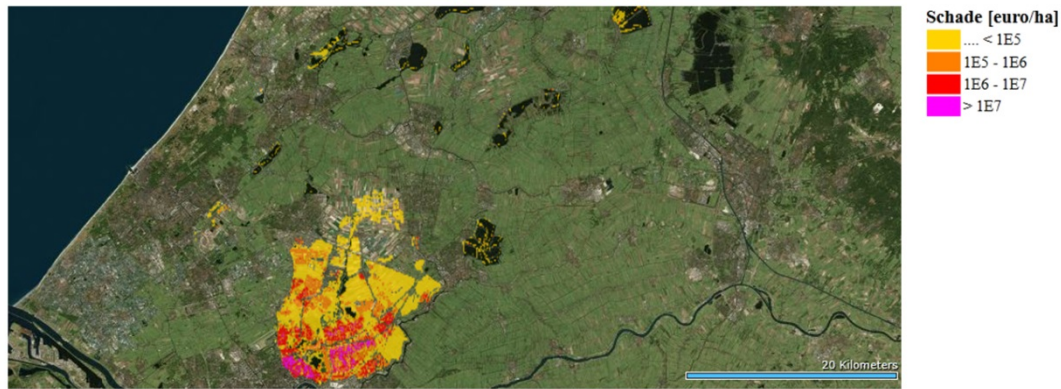 Schade [euro/ha]
.... < 1E5
1E5 - 1E6
1E6 - 1E7
> 1E7
20 Kilometers